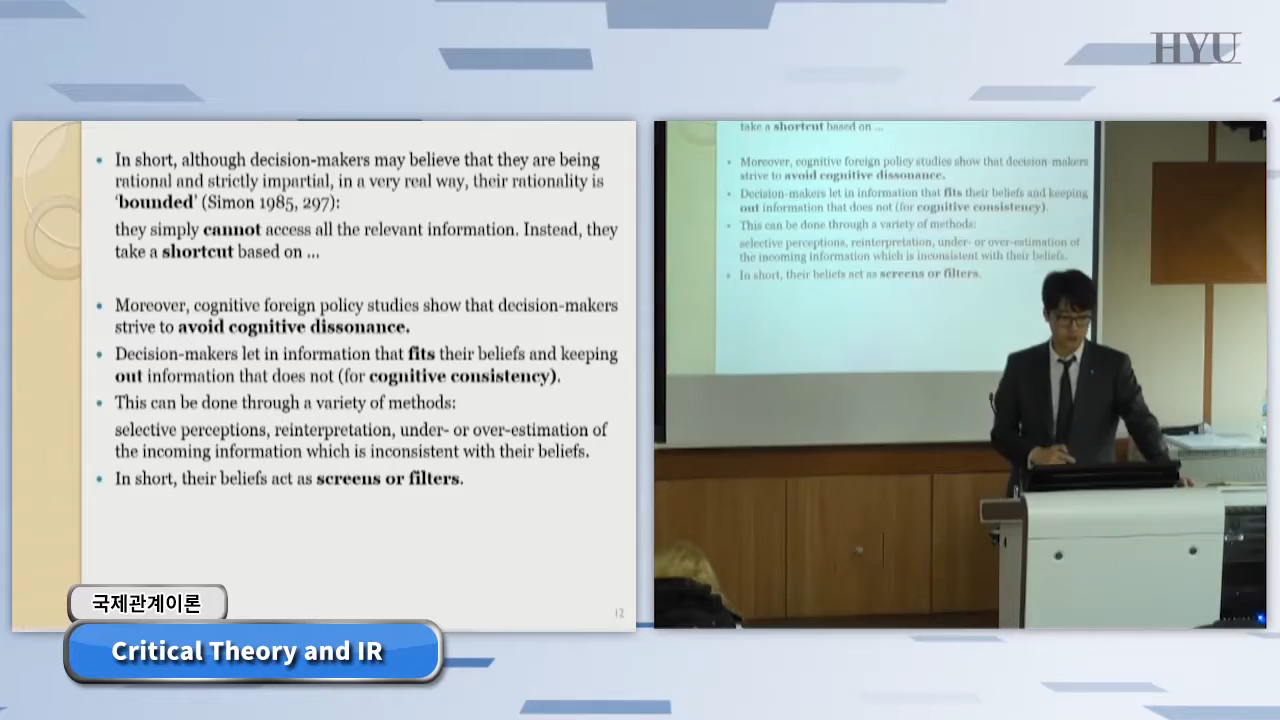 HYU
• In short, although decision-makers may believe that they are being
rational and strictly impartial, in a very real way, their rationality is
‘bounded’ (Simon 1985, 297):
they simply cannot access all the relevant information. Instead, they
take a shortcut based on ...
• Moreover, cognitive foreign policy studies show that decision-makers
strive to avoid cognitive dissonance.
• Decision-makers let in information that fits their beliefs and keeping
out information that does not (for cognitive consistency).
• This can be done through a variety of methods:
selective perceptions, reinterpretation, under- or over-estimation of
the incoming information which is inconsistent with their beliefs.
• In short, their beliefs act as screens or filters.
12
take a shortcut based on ...
• Moreover, cognitive foreign policy studies show that decision-makers
strive to avoid cognitive dissonance.
• Decision-makers let in information that fits their beliefs and keeping
out information that does not (for cognitive consistency).
• This can be done through a variety of methods:
selective perceptions, reinterpretation, under- or over-estimation of
the incoming information which is inconsistent with their beliefs.
• In short, their beliefs act as screens or filters.
국제관계이론
Critical Theory and IR